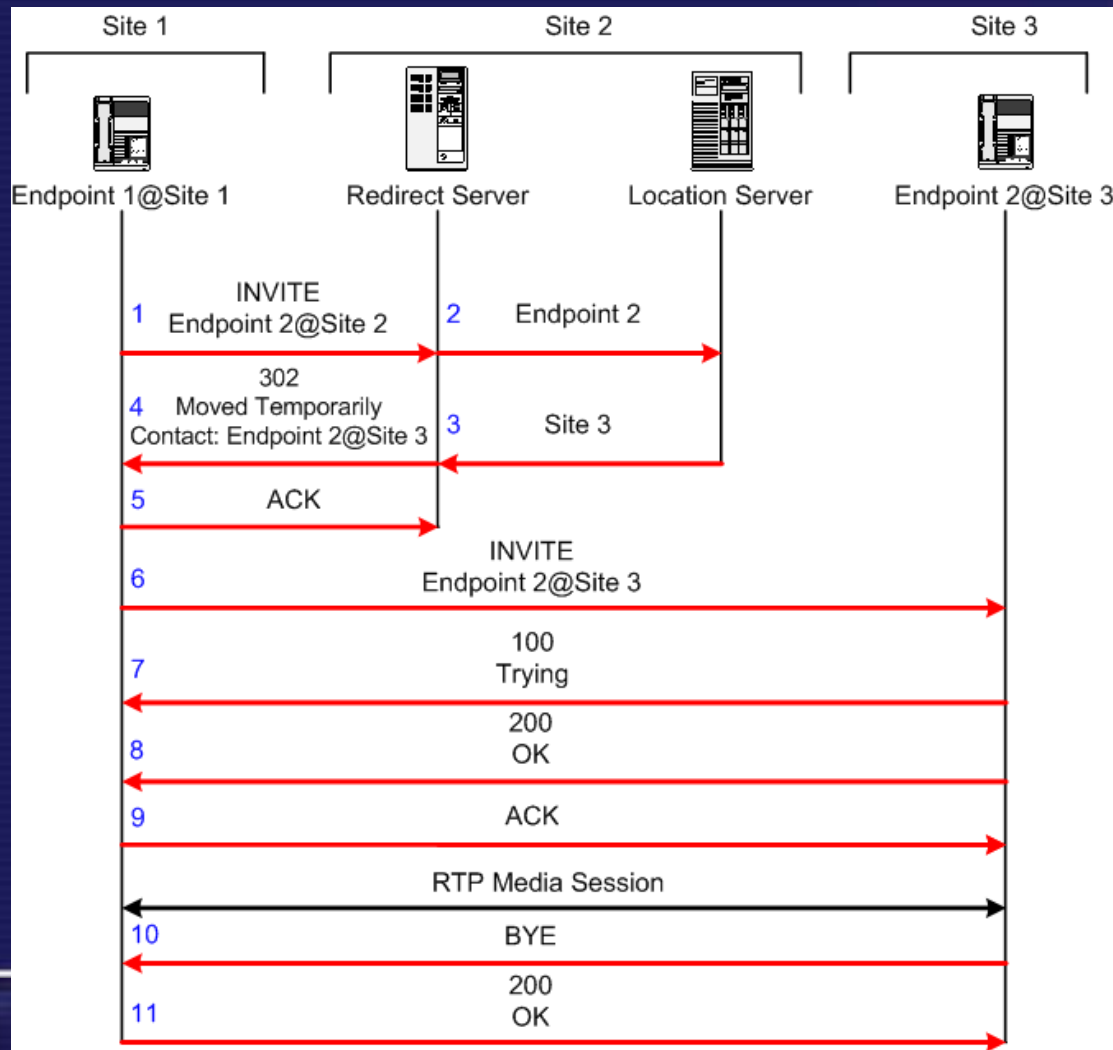 Site 1
Site 2
Site 3
Endpoint 1@Site 1
Redirect Server
Location Server
Endpoint 2@Site 3
1
INVITE
Endpoint 2@Site 2
2
Endpoint 2
302
4
Moved Temporarily
Contact: Endpoint 2@Site 3
3
Site 3
5
ACK
INVITE
6
Endpoint 2@Site 3
100
7
Trying
200
8
OK
9
ACK
RTP Media Session
10
BYE
200
11
OK